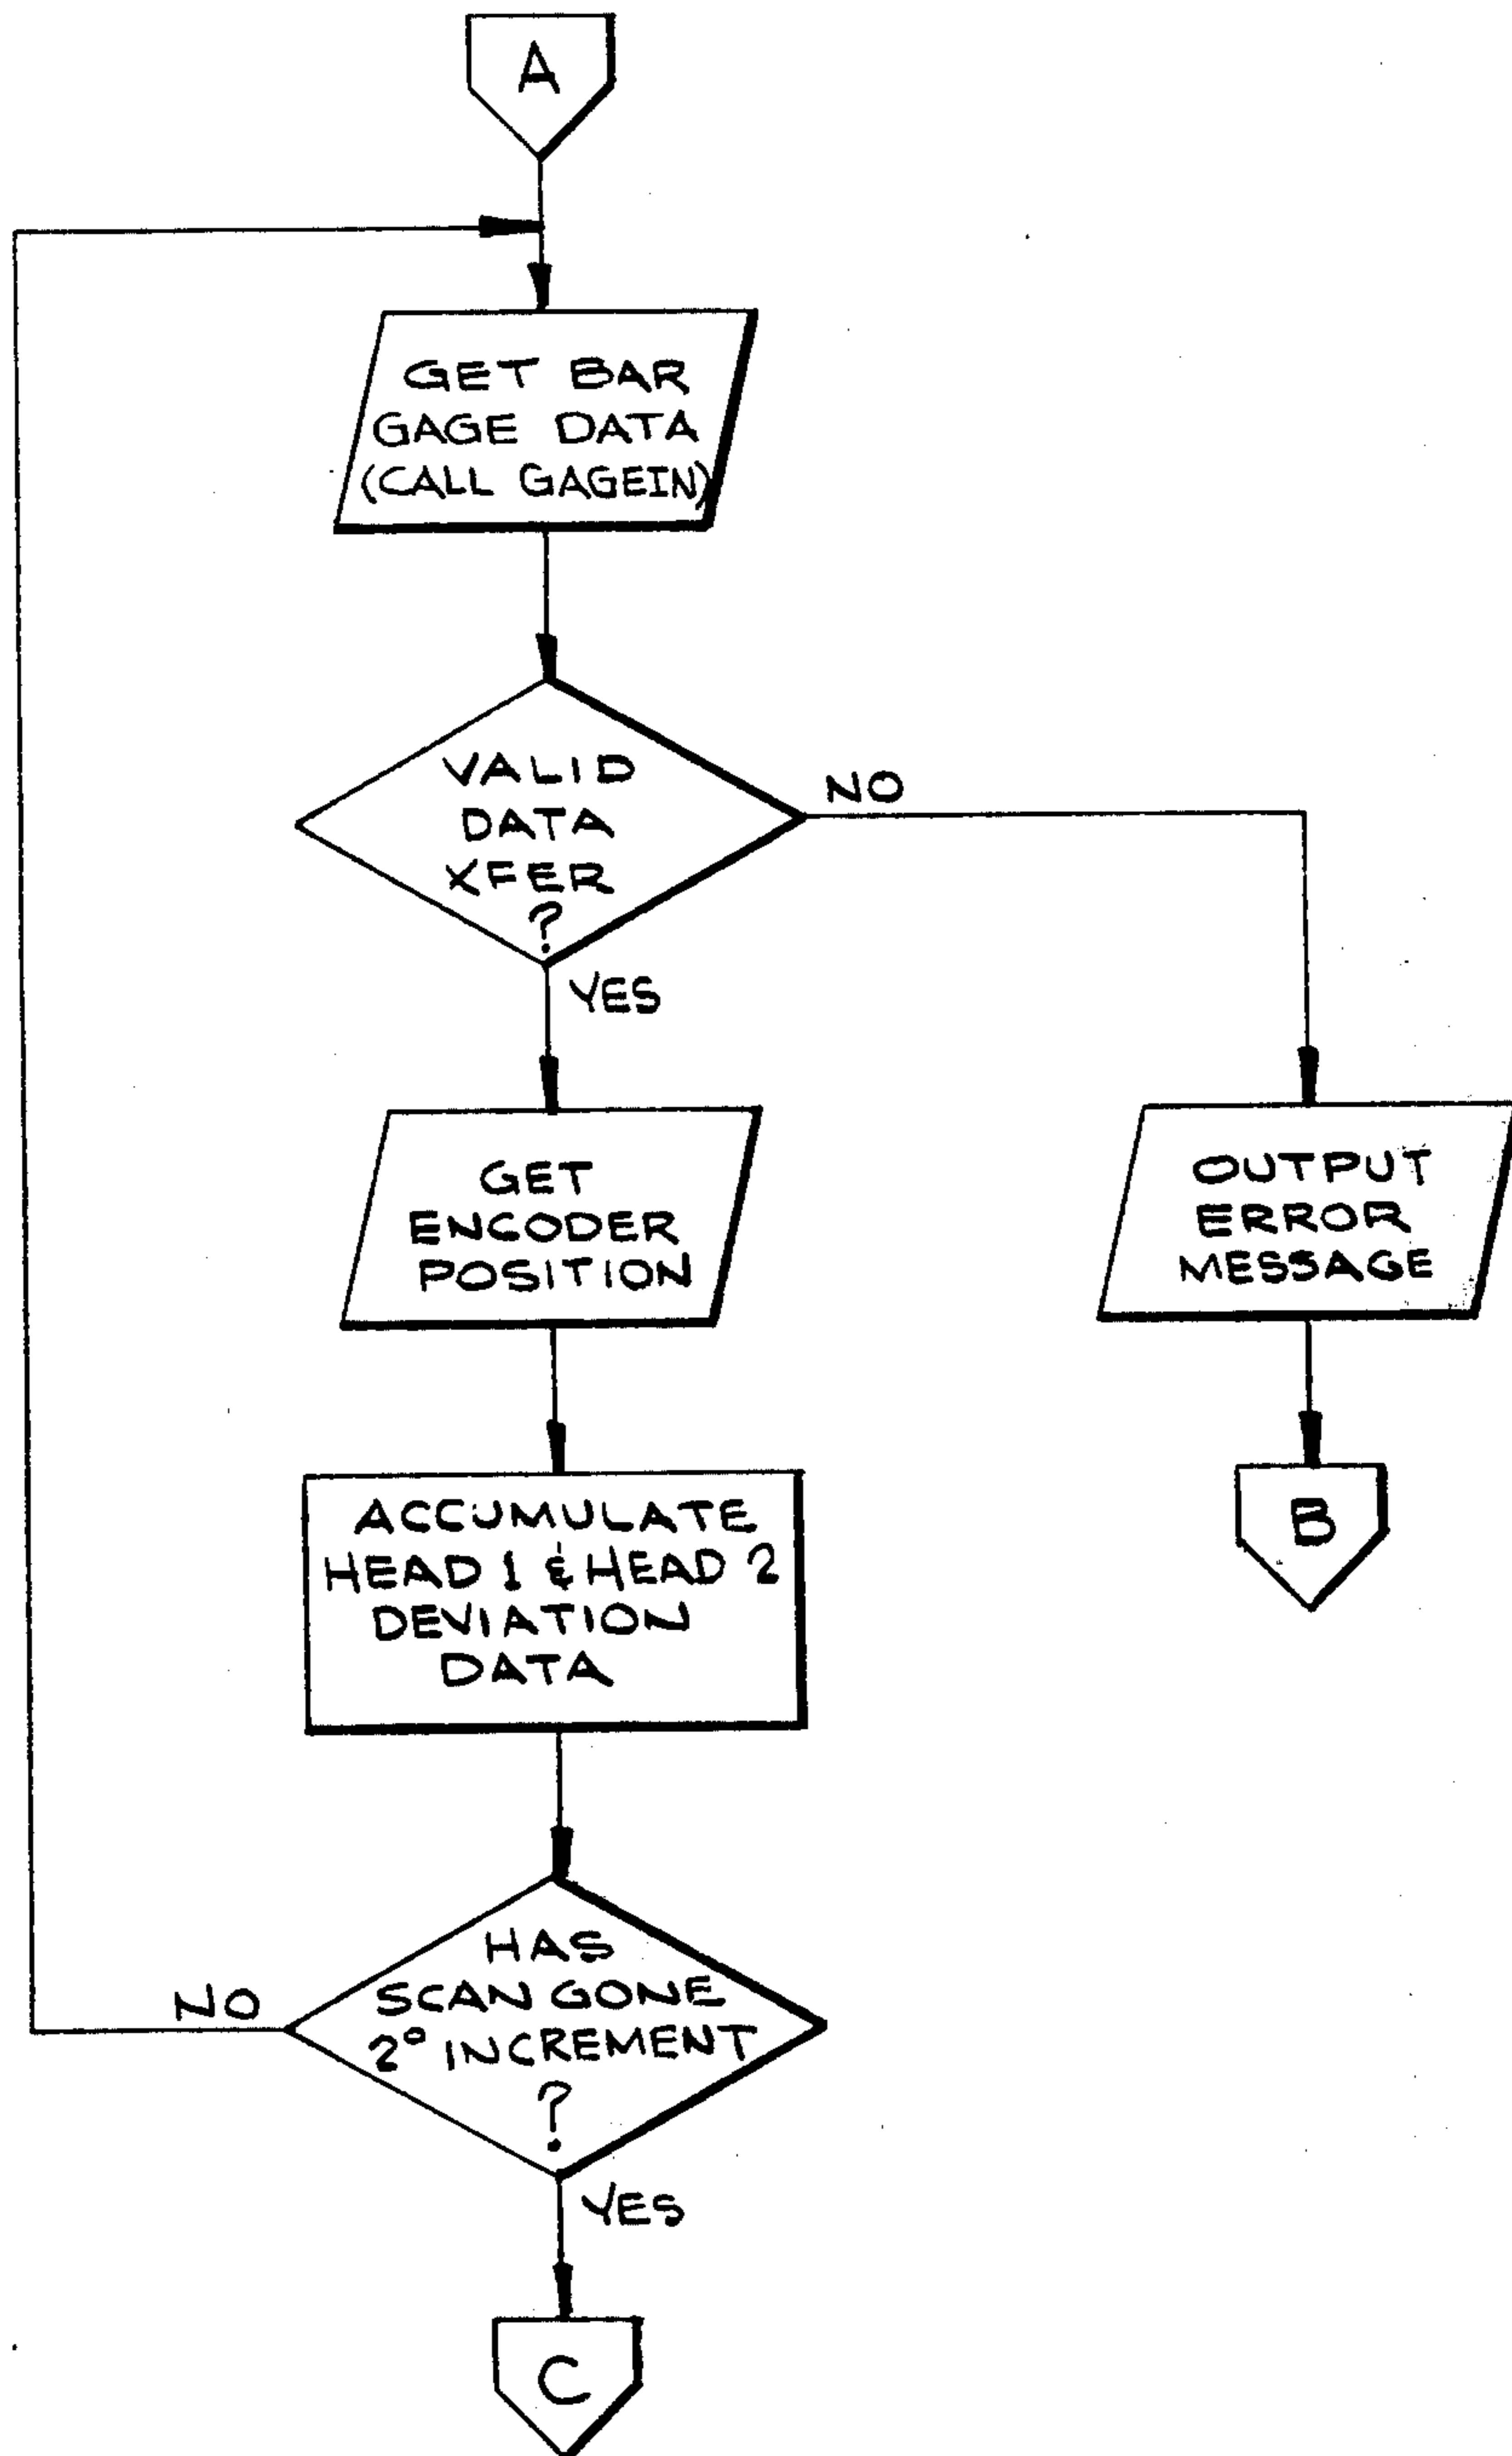 A
GET BAR
GAGE DATA
(CALL GAGEIN)
VALID
DATA
XFER
?
NO
YES
GET
ENCODER
POSITION
OUTPUT
ERROR
MESSAGE
ACCUMULATE
HEAD 1 & HEAD 2
DEVIATION
DATA
B
HAS
SCAN GONE
2° INCREMENT
?
NO
YES
C